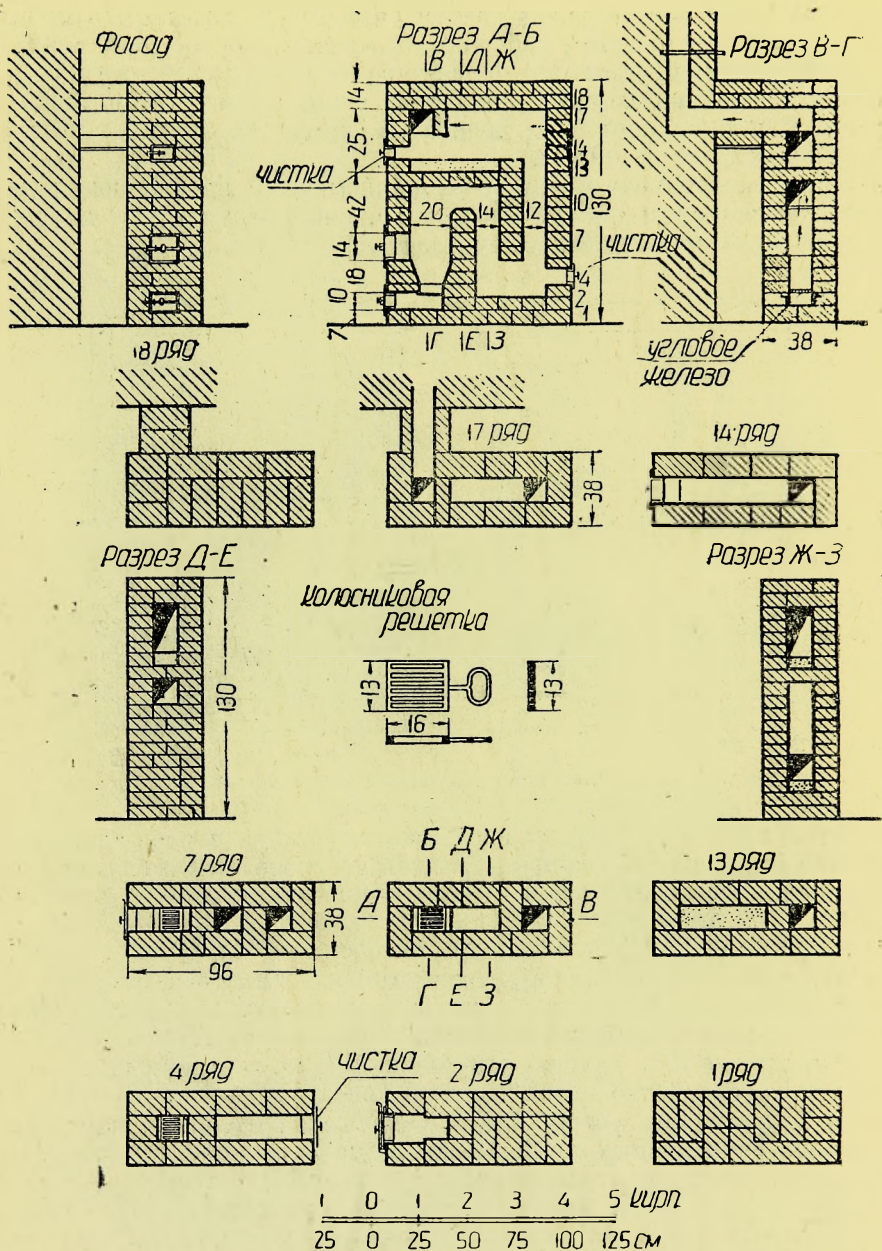 Фасад
Разрез А-Б
В Д Ж
Разрез В-Г
14
25
42
14
18
10
7
чистка
20
14
12
18
17
14
13
10
7
4
2
1
130
чистка
Г Е З
угловое
железо
38
18 ряд
17 ряд
38
14 ряд
Разрез Д-Е
130
Колосниковая
решетка
13
16
13
Разрез Ж-З
7 ряд
38
96
Б Д Ж
А В
Г Е З
13 ряд
4 ряд
чистка
2 ряд
1 ряд
1 0 1 2 3 4 5 кирп.
25 0 25 50 75 100 125 см